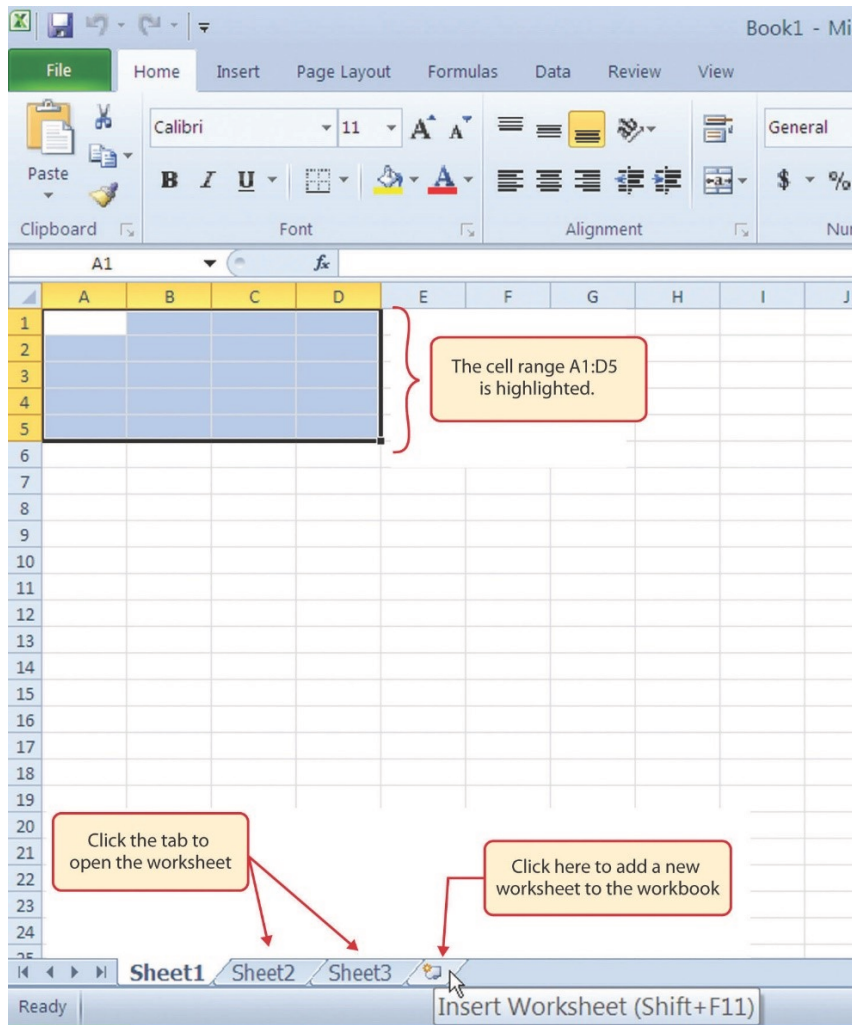 Book1 - Mi
File Home Insert Page Layout Formulas Data Review View
Calibri 11 A A General
Paste B I U A $ %
Clipboard Font Alignment Nu
A1 fx
A B C D E F G H I J
1
2
3
4
5
The cell range A1:D5
is highlighted.
6
7
8
9
10
11
12
13
14
15
16
17
18
19
20
21
22
23
24
25
Click the tab to
open the worksheet
Click here to add a new
worksheet to the workbook
Sheet1 Sheet2 Sheet3
Ready Insert Worksheet (Shift+F11)